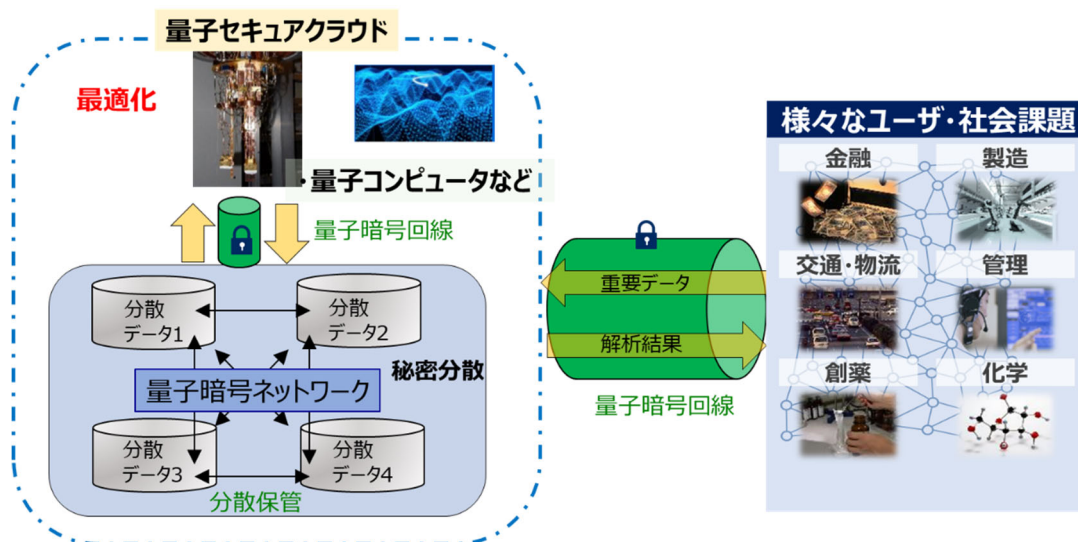 量子セキュアクラウド
最適化
・量子コンピュータなど
量子暗号回線
分散
データ1
分散
データ2
秘密分散
量子暗号ネットワーク
分散
データ3
分散
データ4
分散保管
重要データ
解析結果
量子暗号回線
様々なユーザ・社会課題
金融
製造
交通・物流
管理
創薬
化学